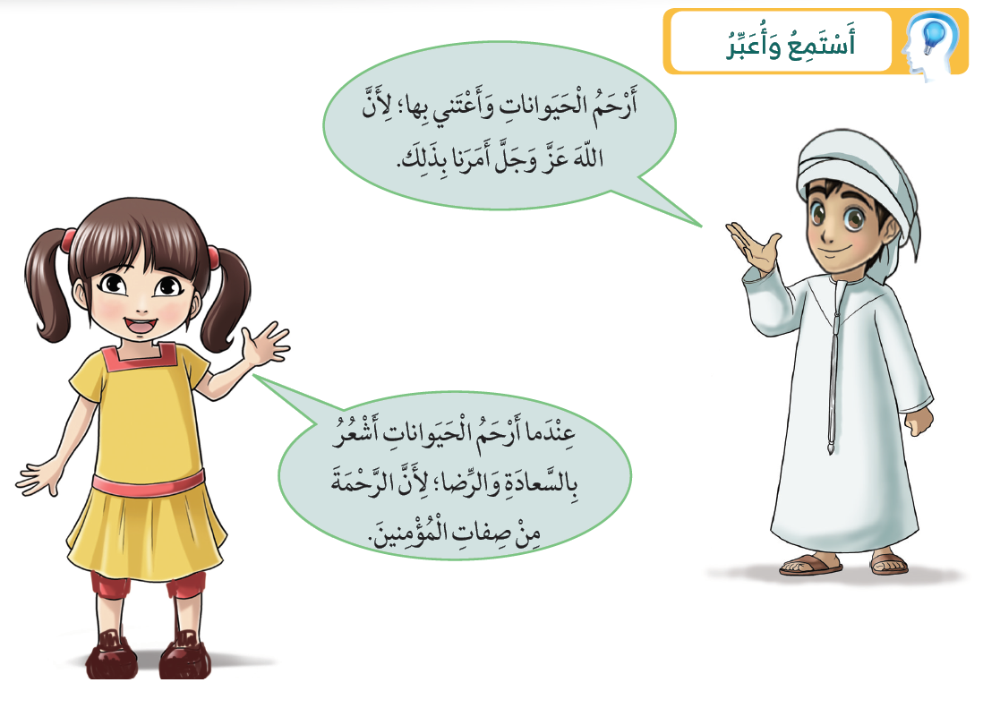 أَسْتَمِعُ وَأُعَبِّرُ
أَرْحَمُ الْحَيَواناتِ وَأَعْتَني بِها؛ لِأَنَّ
اللّهَ عَزَّ وَجَلَّ أَمَرَنا بِذَلِكَ.
عِنْدَما أَرْحَمُ الْحَيَواناتِ أَشْعُرُ
بِالسَّعادَةِ وَالرِّضا؛ لِأَنَّ الرَّحْمَةَ
مِنْ صِفاتِ الْمُؤْمِنينَ.